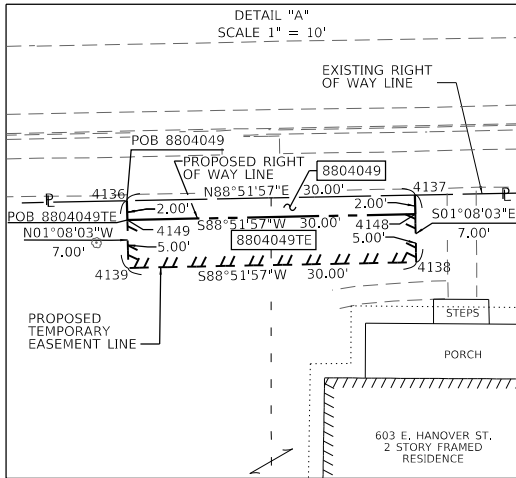 DETAIL "A"
SCALE 1" = 10'
EXISTING RIGHT
OF WAY LINE
POB 8804049
PROPOSED RIGHT
OF WAY LINE
8804049
4136
N88°51'57"E 30.00'
4137
PL
PL
POB 8804049TE
2.00'
2.00'
S01°08'03"E
7.00'
N01°08'03"W
7.00'
4149
S88°51'57"W 30.00'
4148
5.00'
8804049TE
5.00'
4139
S88°51'57"W 30.00'
4138
PROPOSED
TEMPORARY
EASEMENT LINE
STEPS
PORCH
603 E. HANOVER ST.
2 STORY FRAMED
RESIDENCE